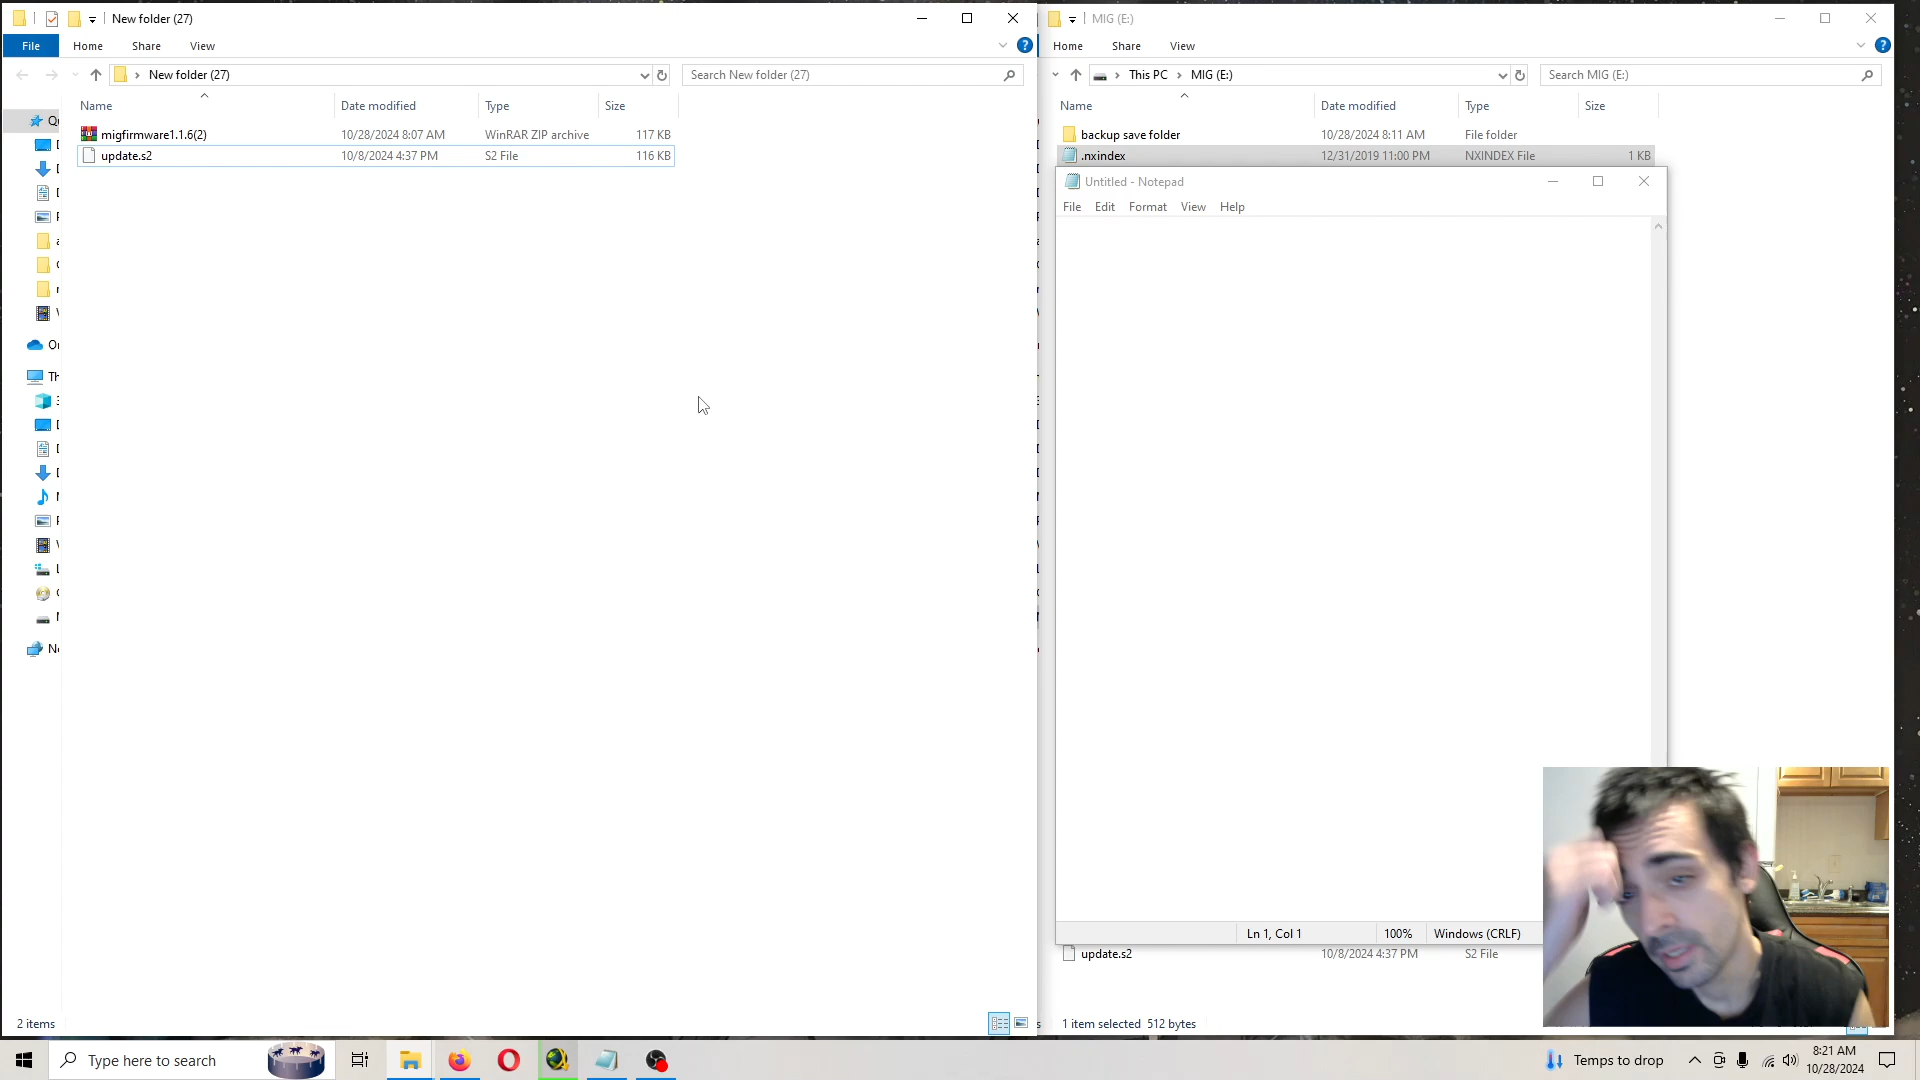 New folder (27)
File
Home
Share
View
New folder (27)
Search New folder (27)
Name
Date modified
Type
Size
migfirmware1.1.6(2)
10/28/2024 8:07 AM
WinRAR ZIP archive
117 KB
update.s2
10/8/2024 4:37 PM
S2 File
116 KB
2 items
MIG (E:)
Home
Share
View
This PC
MIG (E:)
Search MIG (E:)
Name
Date modified
Type
Size
backup save folder
10/28/2024 8:11 AM
File folder
.nxindex
12/31/2019 11:00 PM
NXINDEX File
1 KB
Untitled - Notepad
File
Edit
Format
View
Help
Ln 1, Col 1
100%
Windows (CRLF)
update.s2
10/8/2024 4:37 PM
S2 File
1 item selected 512 bytes
Type here to search
Temps to drop
8:21 AM
10/28/2024